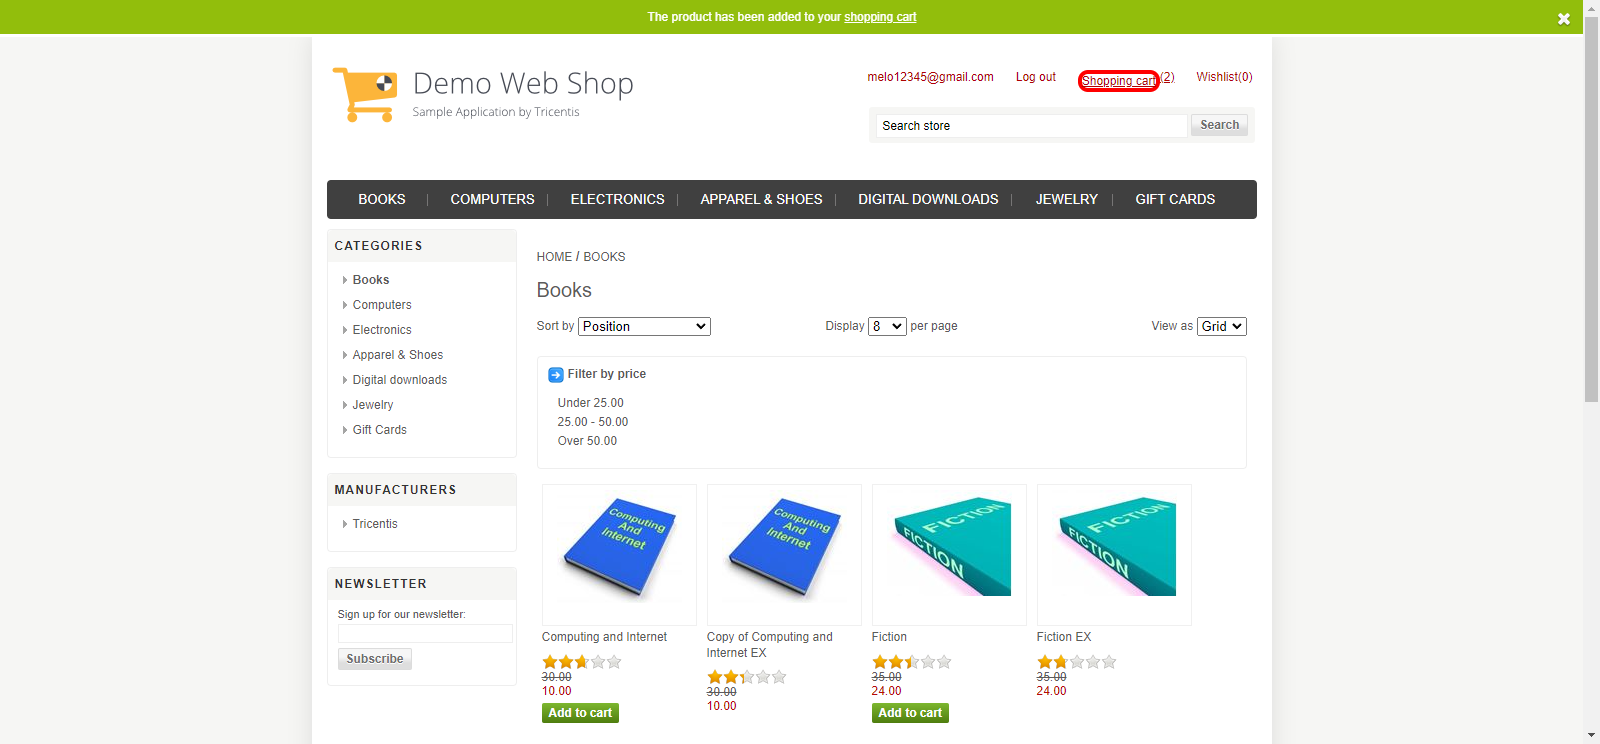 The product has been added to your shopping cart
Demo Web Shop
Sample Application by Tricentis
melo12345@gmail.com Log out Shopping cart (2) Wishlist(0)
Search store Search
BOOKS COMPUTERS ELECTRONICS APPAREL & SHOES DIGITAL DOWNLOADS JEWELRY GIFT CARDS
CATEGORIES
Books
Computers
Electronics
Apparel & Shoes
Digital downloads
Jewelry
Gift Cards
MANUFACTURERS
Tricentis
NEWSLETTER
Sign up for our newsletter:
Subscribe
HOME / BOOKS
Books
Sort by Position Display 8 per page View as Grid
Filter by price
Under 25.00
25.00 - 50.00
Over 50.00
Computing
And
Internet
Computing and Internet
30.00
10.00
Add to cart
Computing
And
Internet
Copy of Computing and
Internet EX
30.00
10.00
FICTION
FICTION
Fiction
35.00
24.00
Add to cart
FICTION
FICTION
Fiction EX
35.00
24.00